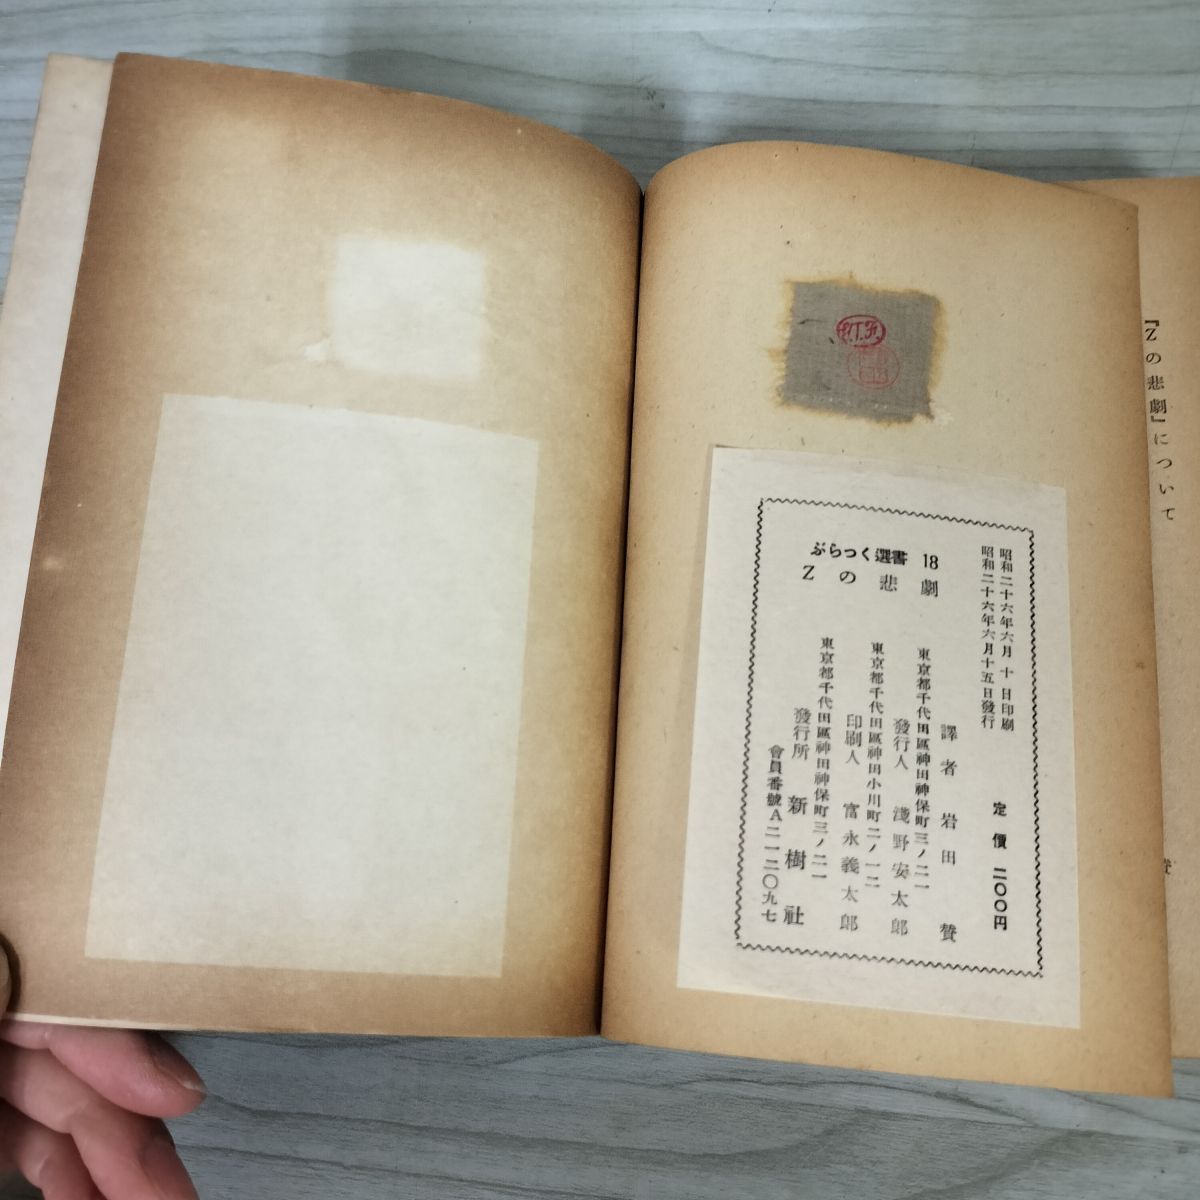 『Zの悲劇』について
昭和二十六年六月 十 日印刷
昭和二十六年六月十五日發行
定價 二〇〇円
ぶらっく選書 18
Zの悲劇
譯者 岩田 賛
東京都千代田區神田神保町三ノ二一
發行人 淺野安太郎
東京都千代田區神田小川町二ノ一二
印刷人 富永義太郎
東京都千代田區神田神保町三ノ二一
發行所 新樹社
會員番號A二一二〇九七